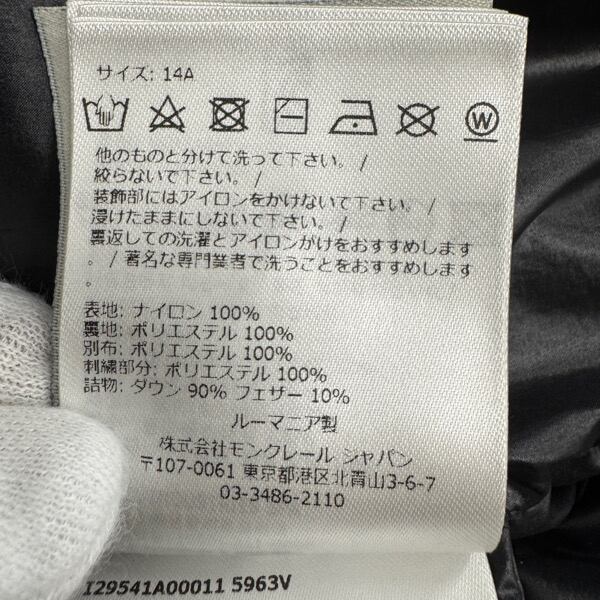 サイズ: 14A
W
他のものと分けて洗って下さい。/
絞らないで下さい。/
装飾部にはアイロンをかけないで下さい。/
浸けたままにしないで下さい。/
裏返しての洗濯とアイロンがけをおすすめします
。/ 著名な専門業者で洗うことをおすすめします
。
表地: ナイロン 100%
裏地: ポリエステル 100%
別布: ポリエステル 100%
刺繍部分: ポリエステル 100%
詰物: ダウン 90% フェザー 10%
ルーマニア製
株式会社モンクレール ジャパン
〒107-0061 東京都港区北青山3-6-7
03-3486-2110
I29541A00011 5963V